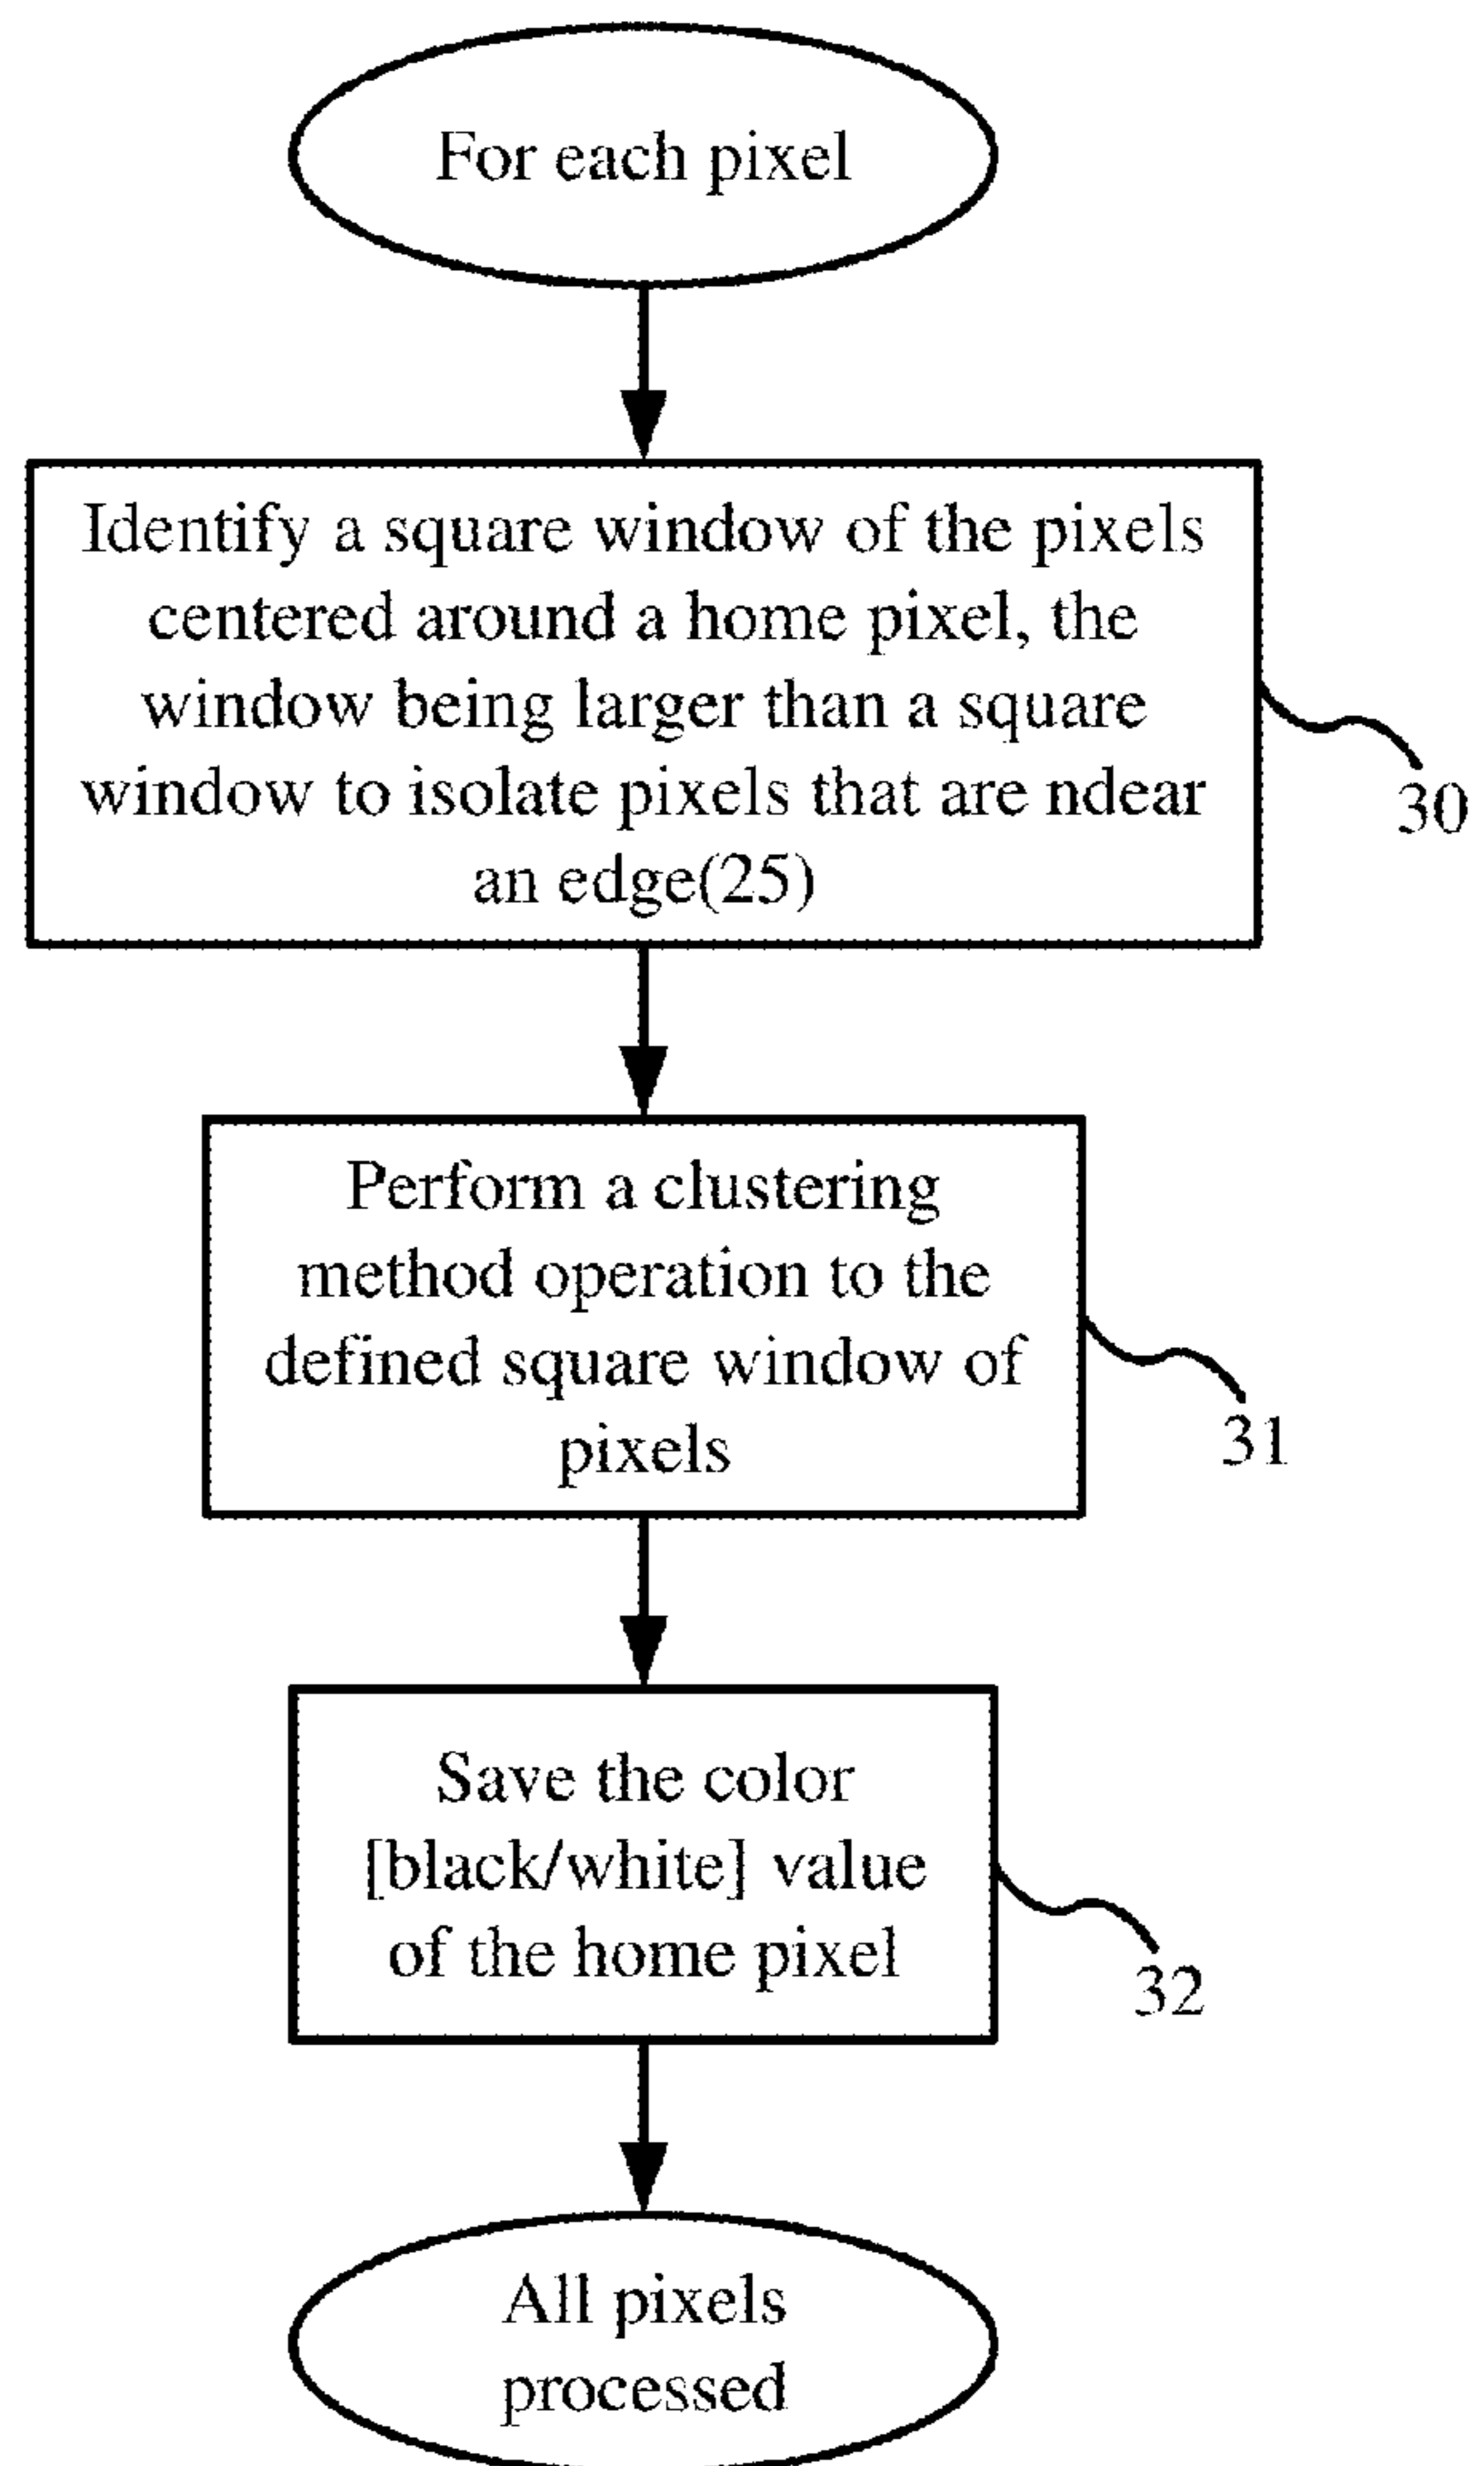 For each pixel
Identify a square window of the pixels
centered around a home pixel, the
window being larger than a square
window to isolate pixels that are ndear
an edge(25)
30
Perform a clustering
method operation to the
defined square window of
pixels
31
Save the color
[black/white] value
of the home pixel
32
All pixels
processed